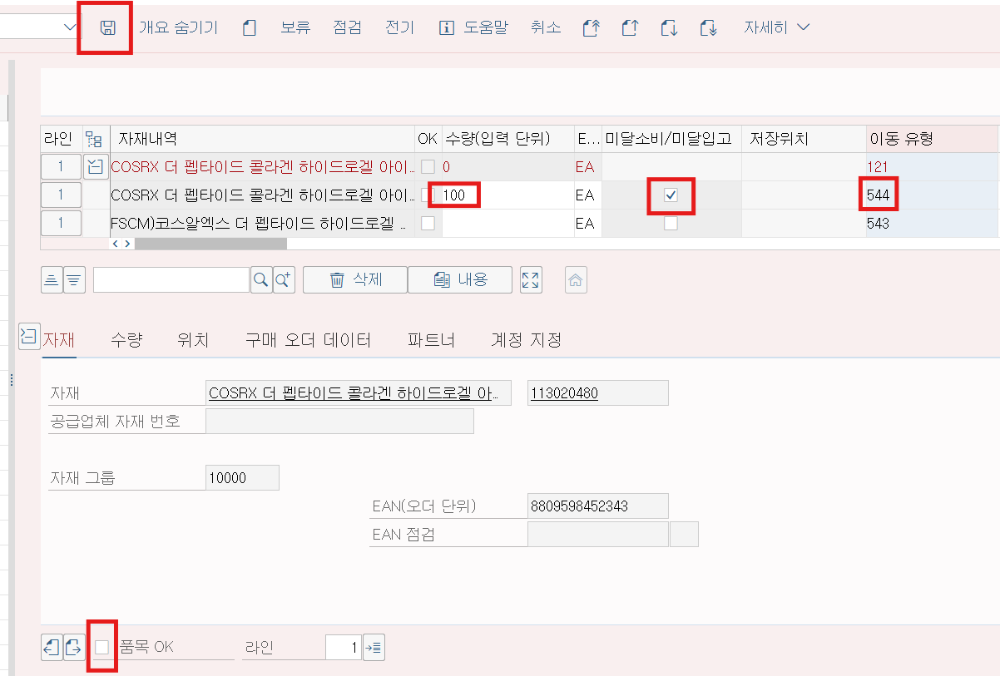 개요 숨기기 보류 점검 전기 도움말 취소 자세히
라인 자재내역 OK 수량(입력 단위) E... 미달소비/미달입고 저장위치 이동 유형
1 COSRX 더 펩타이드 콜라겐 하이드로겔 아이... 0 EA 121
1 COSRX 더 펩타이드 콜라겐 하이드로겔 아이... 100 EA 544
1 FSCM)코스알엑스 더 펩타이드 하이드로겔 ... EA 543
삭제 내용
자재 수량 위치 구매 오더 데이터 파트너 계정 지정
자재 COSRX 더 펩타이드 콜라겐 하이드로겔 아... 113020480
공급업체 자재 번호
자재 그룹 10000
EAN(오더 단위) 8809598452343
EAN 점검
품목 OK 라인 1